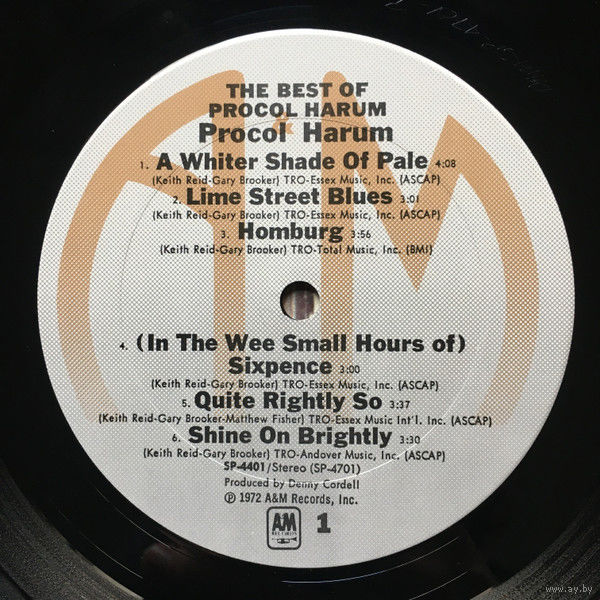 THE BEST OF
PROCOL HARUM
Procol Harum
1. A Whiter Shade Of Pale 4:08
(Keith Reid-Gary Brooker) TRO-Essex Music, Inc. (ASCAP)
2. Lime Street Blues 3:01
(Keith Reid-Gary Brooker) TRO-Essex Music, Inc. (ASCAP)
3. Homburg 3:56
(Keith Reid-Gary Brooker) TRO-Total Music, Inc. (BMI)
4. (In The Wee Small Hours of)
Sixpence 3:00
(Keith Reid-Gary Brooker) TRO-Essex Music, Inc. (ASCAP)
5. Quite Rightly So 3:37
(Keith Reid-Gary Brooker-Matthew Fisher) TRO-Essex Music Int'l. Inc. (ASCAP)
6. Shine On Brightly 3:30
(Keith Reid-Gary Brooker) TRO-Andover Music, Inc. (ASCAP)
SP-4401/Stereo (SP-4701)
Produced by Denny Cordell
℗ 1972 A&M Records, Inc.
AM
RECORDS
1
www.ay.by